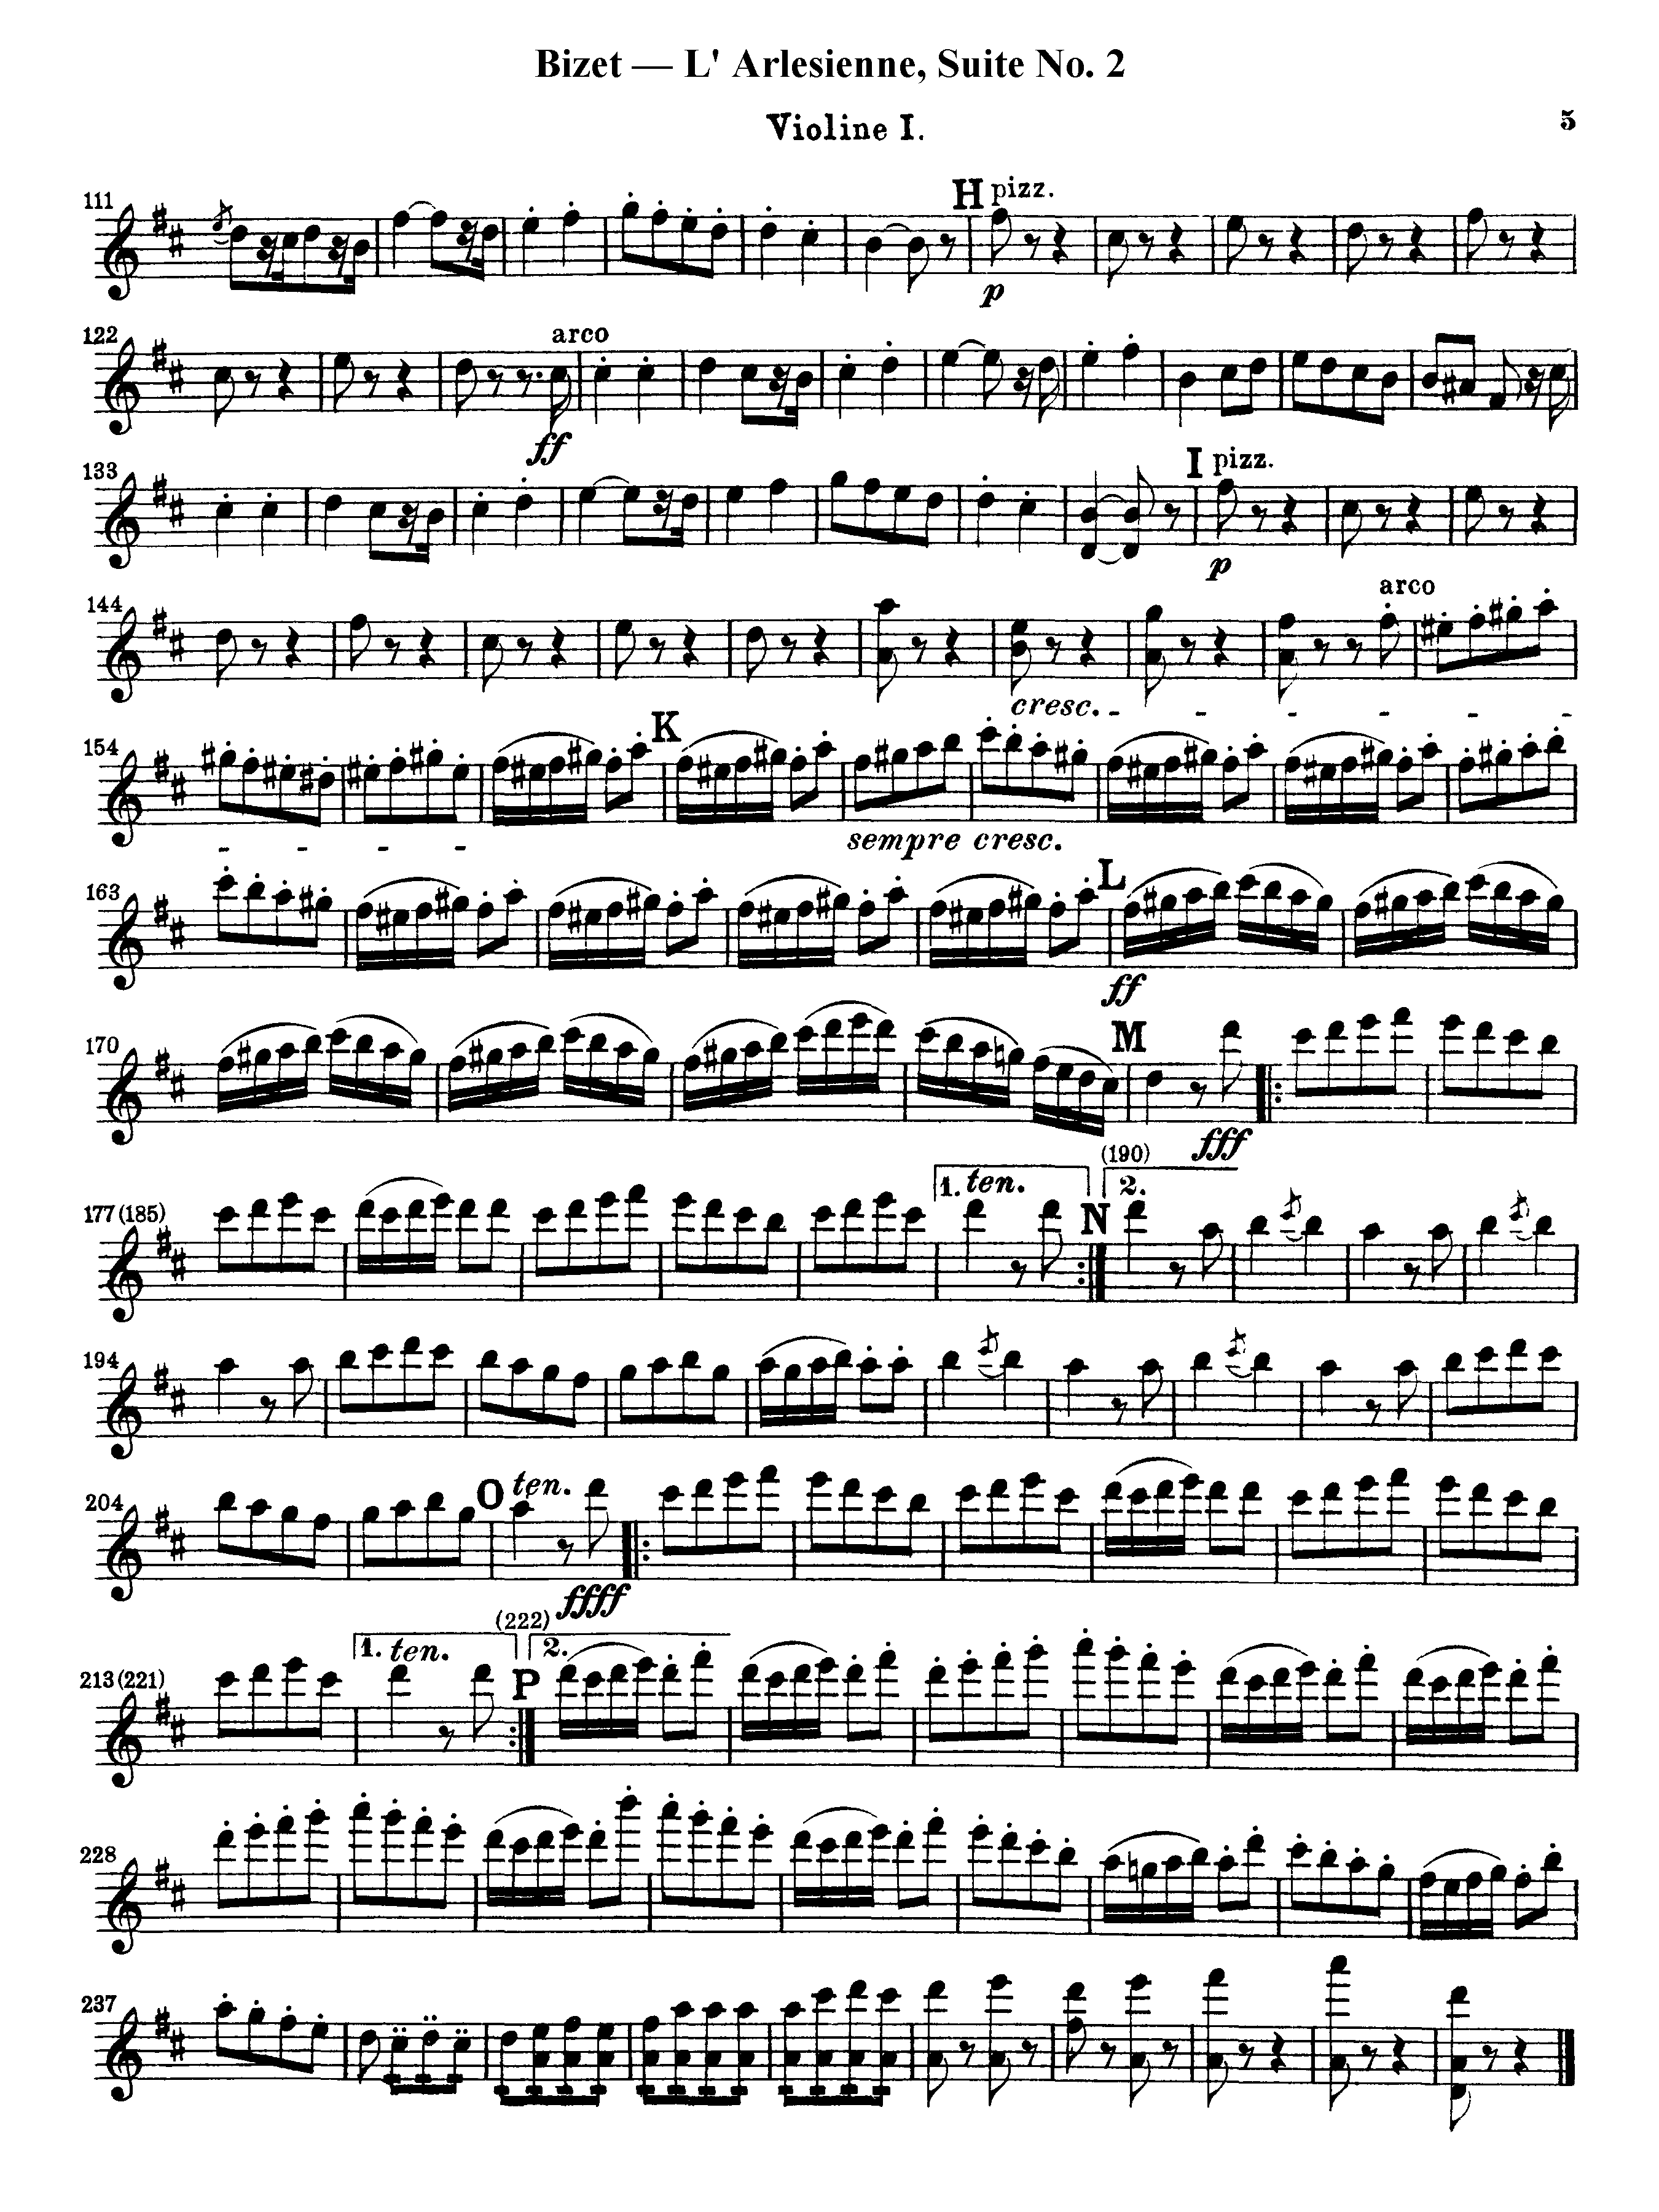 Bizet — L' Arlesienne, Suite No. 2
Violine I.
5
111
H pizz.
p
122
arco
ff
133
I pizz.
p
144
arco
cresc. - - - - - -
154
K
- - - -
sempre cresc.
163
L
ff
170
M
fff
177(185)
1. ten.
(190)
2.
N
194
204
O ten.
ffff
213(221)
1. ten.
(222)
2.
P
228
237